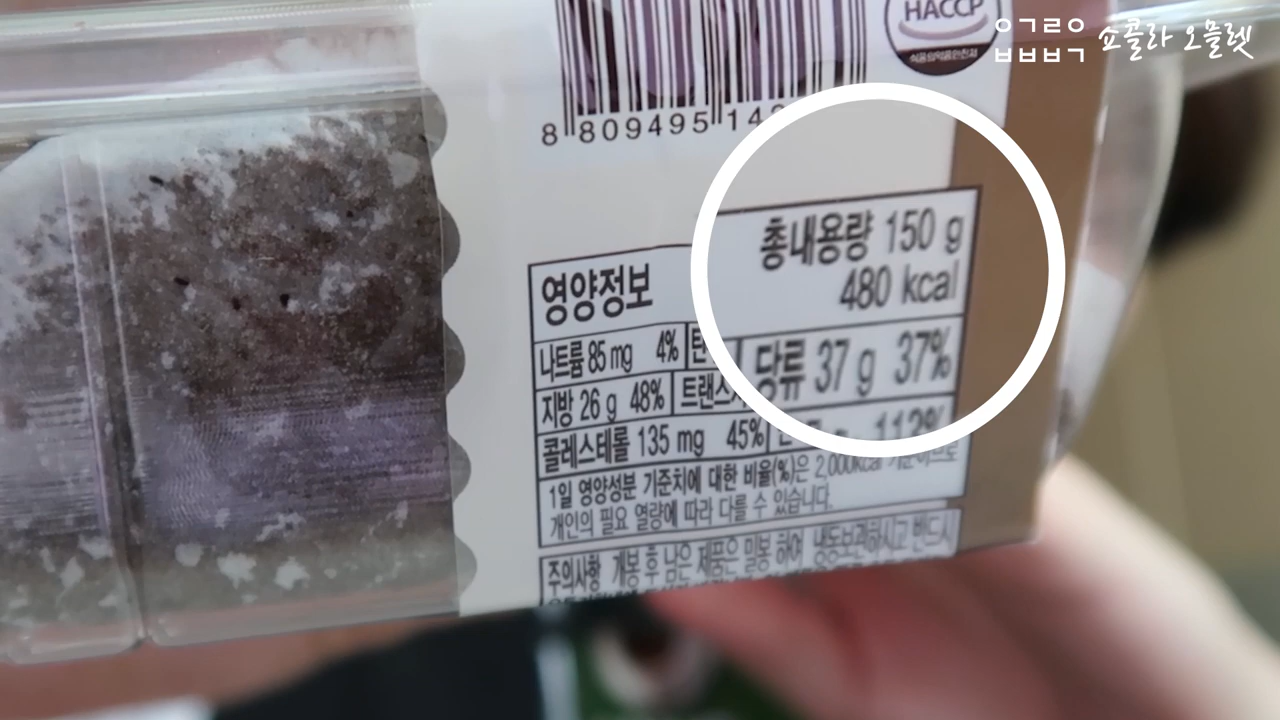 HACCP
식품의약품안전처
ㅇㄱㄹㅇ
ㅂㅂㅂㄱ
쇼콜라 오믈렛
8 809495 14
총내용량 150 g
480 kcal
영양정보
나트륨 85 mg 4% 탄
당류 37 g 37%
지방 26 g 48% 트랜스
콜레스테롤 135 mg 45% 112%
1일 영양성분 기준치에 대한 비율(%)은 2,000kcal 기준이므로
개인의 필요 열량에 따라 다를 수 있습니다.
주의사항 개봉 후 남은 제품은 밀봉 하여 냉동보관하시고 반드시